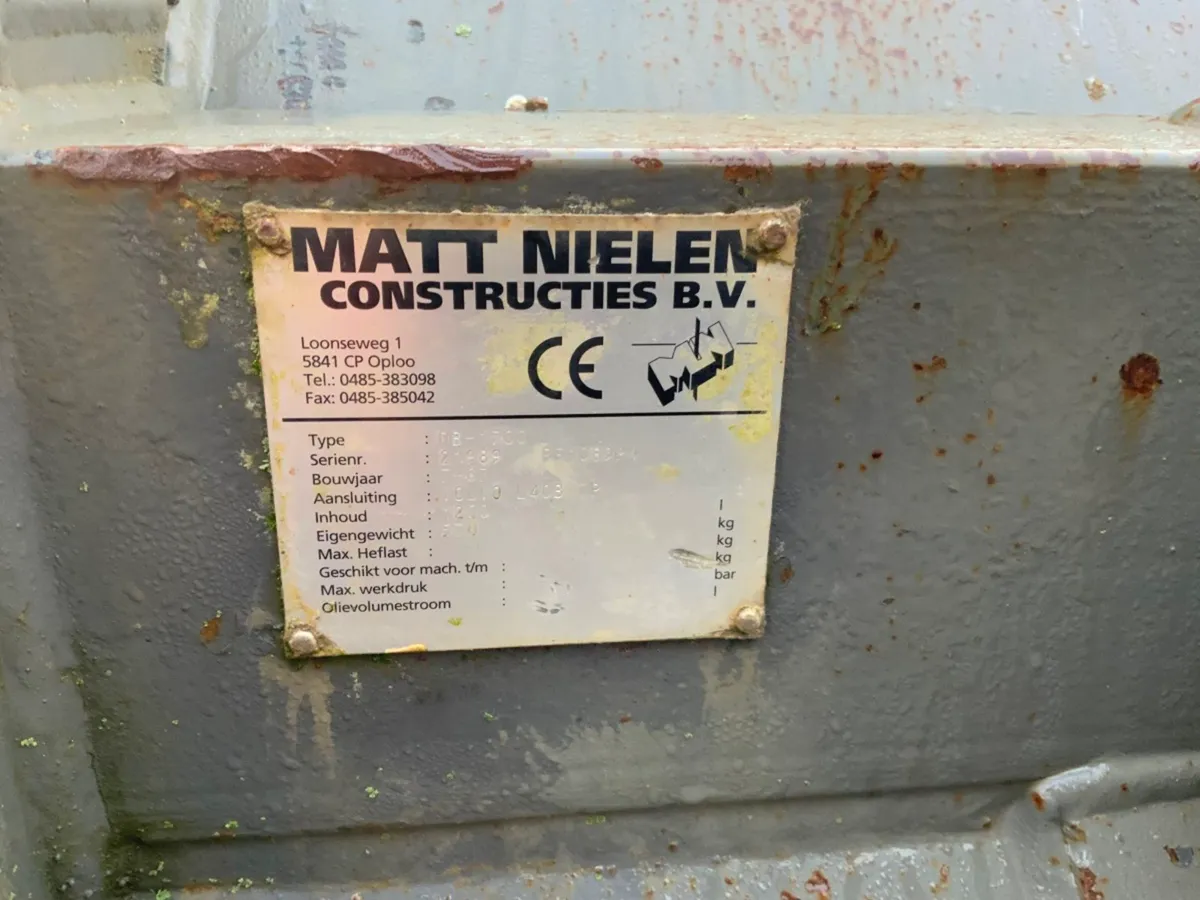 MATT NIELEN
CONSTRUCTIES B.V.
Loonseweg 1
5841 CP Oploo
Tel.: 0485-383098
Fax: 0485-385042
CE
Type :
Serienr. :
Bouwjaar :
Aansluiting :
Inhoud : l
Eigengewicht : kg
Max. Heflast : kg
Geschikt voor mach. t/m : kg
Max. werkdruk : bar
Olievolumestroom : l